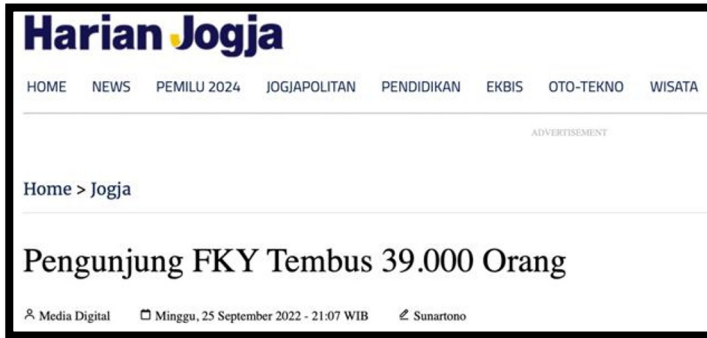 Harian Jogja
HOME NEWS PEMILU 2024 JOGJAPOLITAN PENDIDIKAN EKBIS OTO-TEKNO WISATA
ADVERTISEMENT
Home > Jogja
Pengunjung FKY Tembus 39.000 Orang
Media Digital Minggu, 25 September 2022 - 21:07 WIB Sunartono